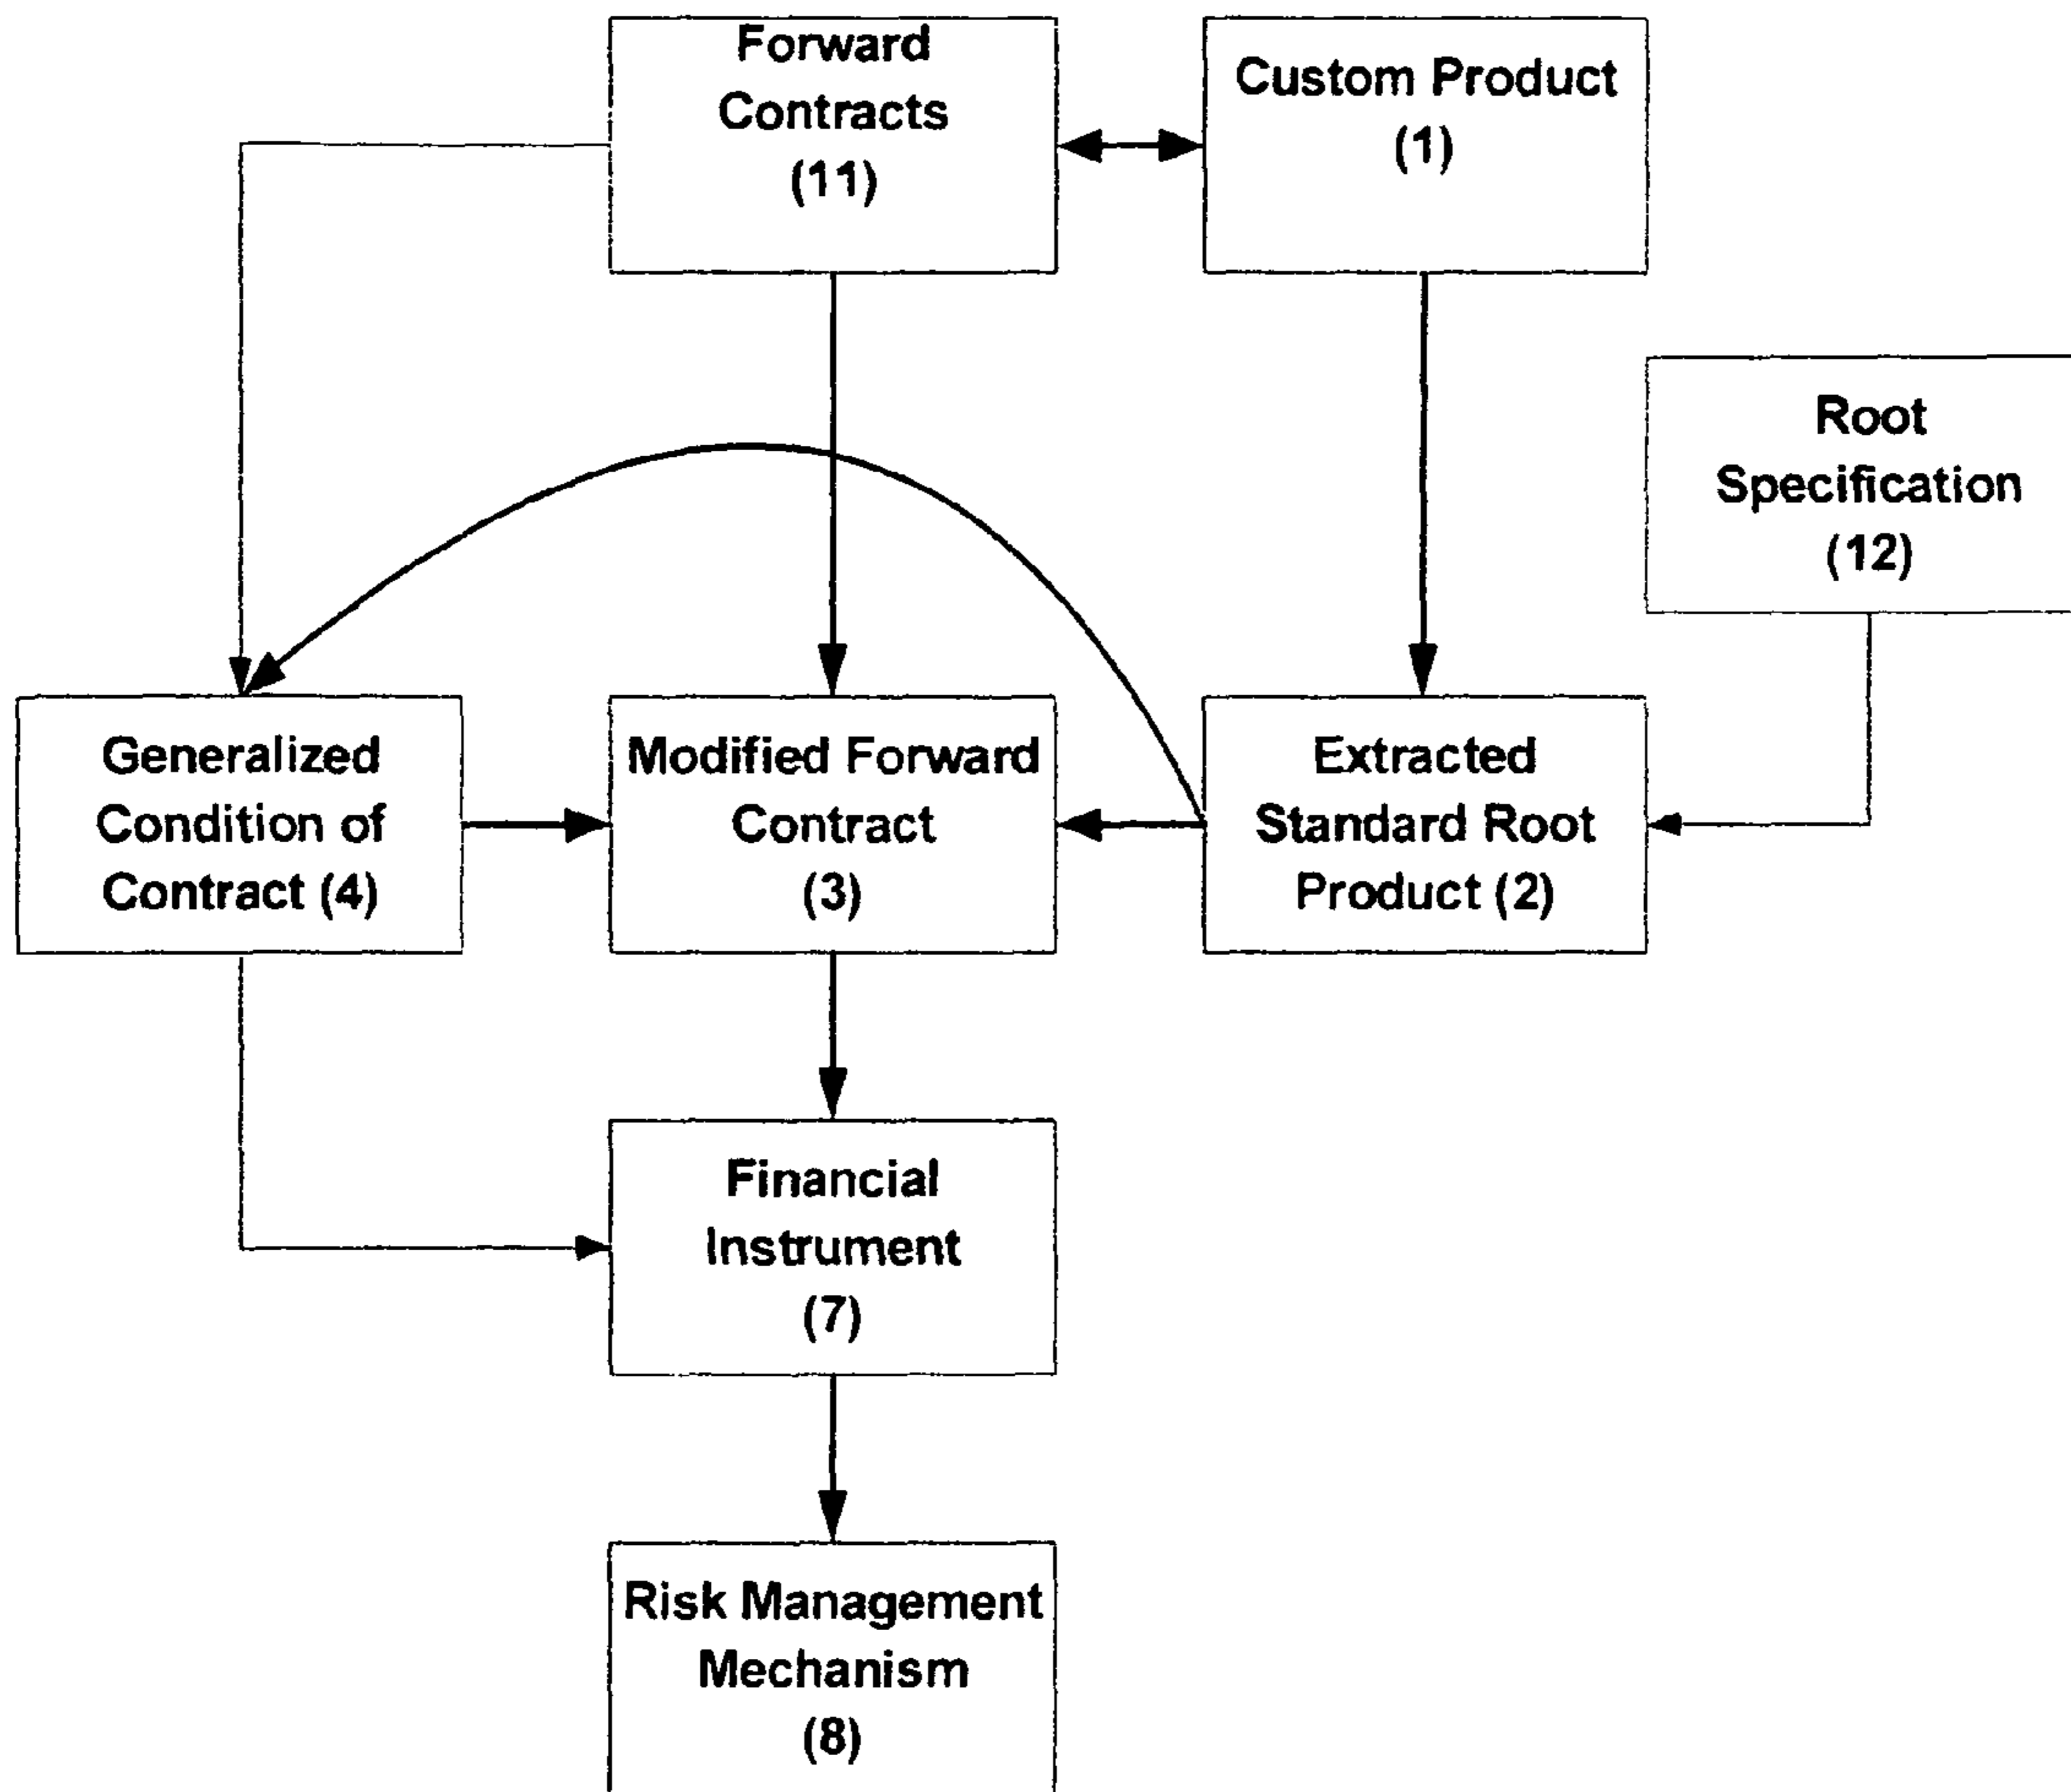 Forward
Contracts
(11)
Custom Product
(1)
Root
Specification
(12)
Generalized
Condition of
Contract (4)
Modified Forward
Contract
(3)
Extracted
Standard Root
Product (2)
Financial
Instrument
(7)
Risk Management
Mechanism
(8)